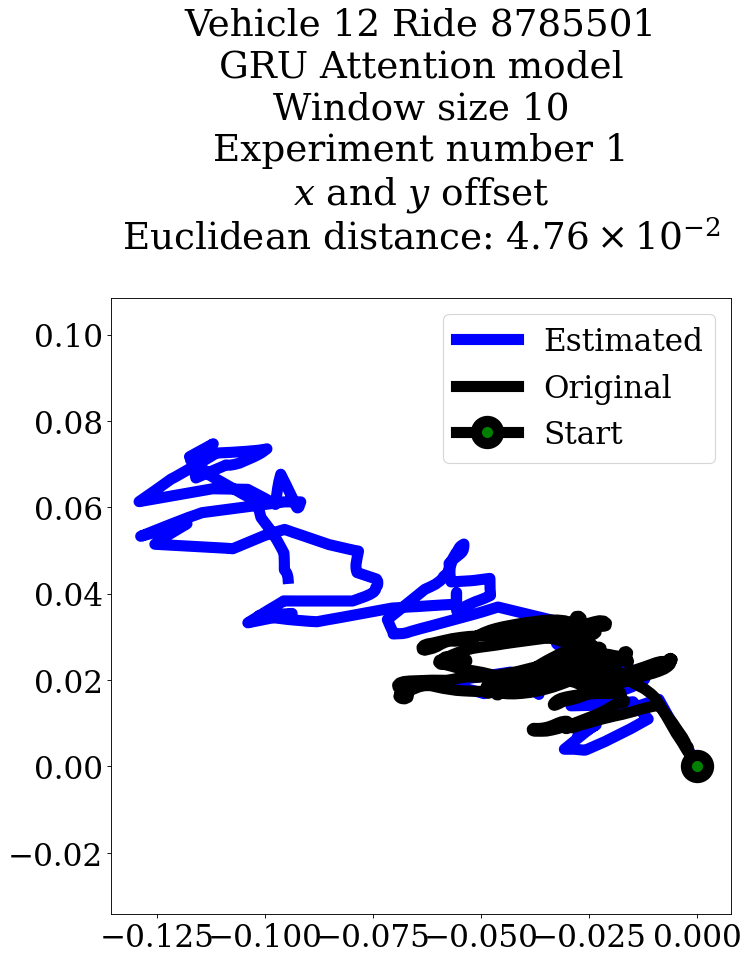 Vehicle 12 Ride 8785501
GRU Attention model
Window size 10
Experiment number 1
x and y offset
Euclidean distance: 4.76 × 10⁻²
Estimated
Original
Start
0.10
0.08
0.06
0.04
0.02
0.00
−0.02
−0.125 −0.100 −0.075 −0.050 −0.025 0.000